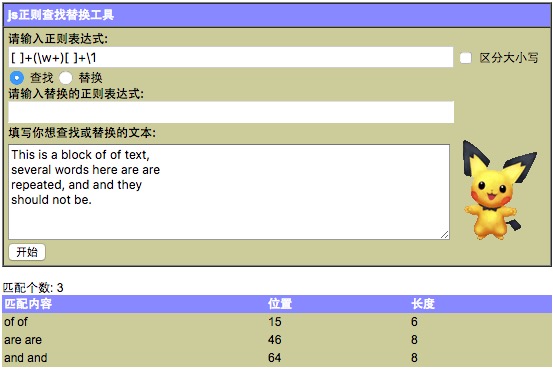 js正则查找替换工具
请输入正则表达式:
[ ]+(\w+)[ ]+\1
区分大小写
查找 替换
请输入替换的正则表达式:
填写你想查找或替换的文本:
This is a block of of text,
several words here are are
repeated, and and they
should not be.
开始
匹配个数: 3
匹配内容 位置 长度
of of 15 6
are are 46 8
and and 64 8